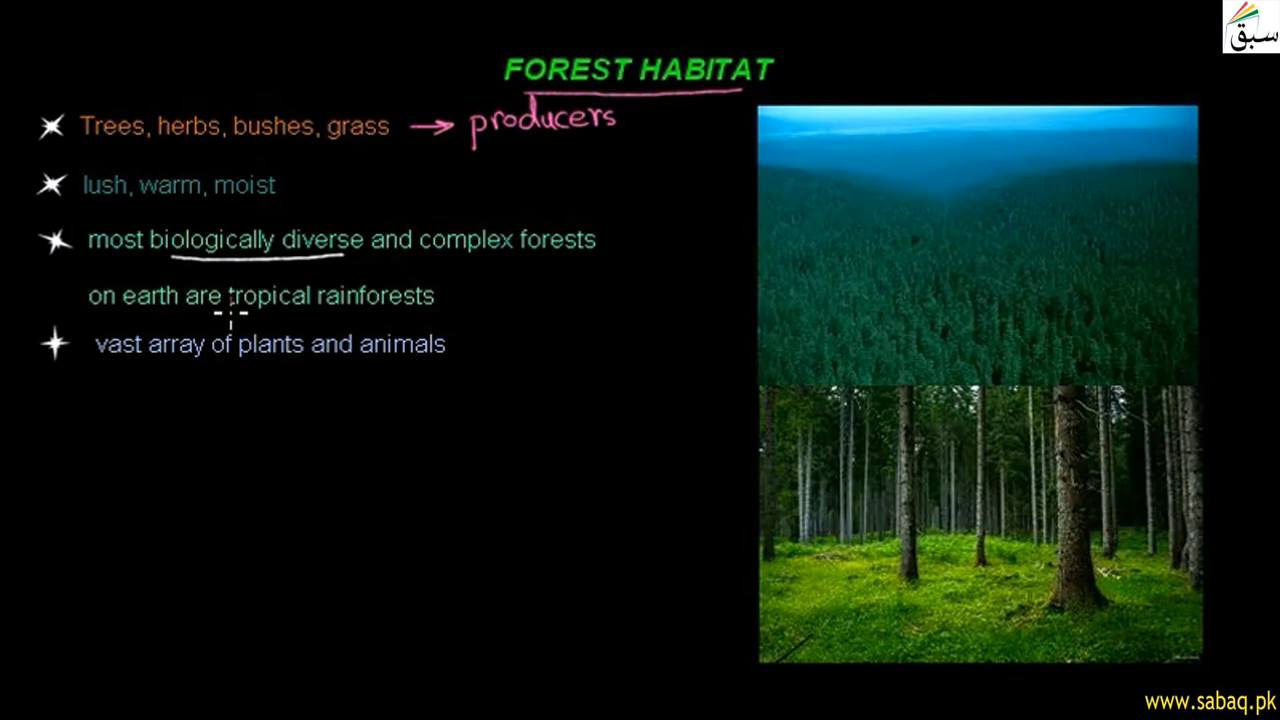 سبق
FOREST HABITAT
Trees, herbs, bushes, grass → producers
lush, warm, moist
most biologically diverse and complex forests
on earth are tropical rainforests
vast array of plants and animals
www.sabaq.pk